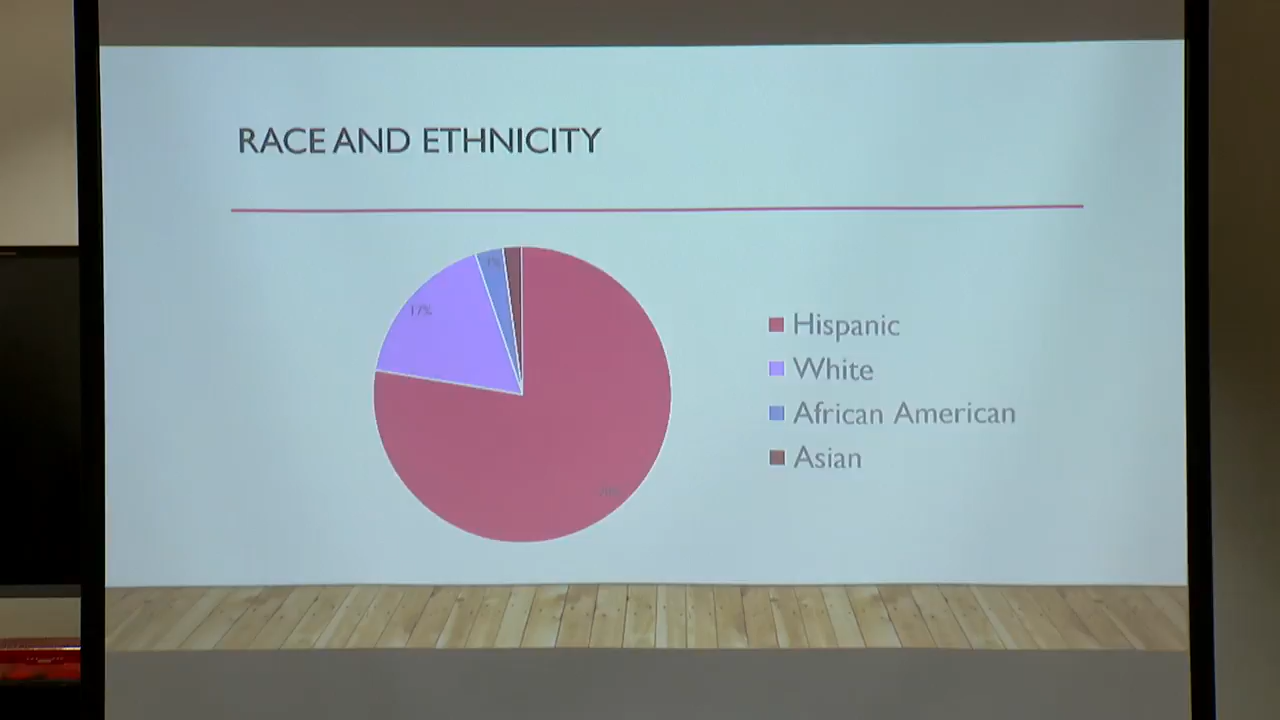 RACE AND ETHNICITY
17%
Hispanic
White
African American
Asian